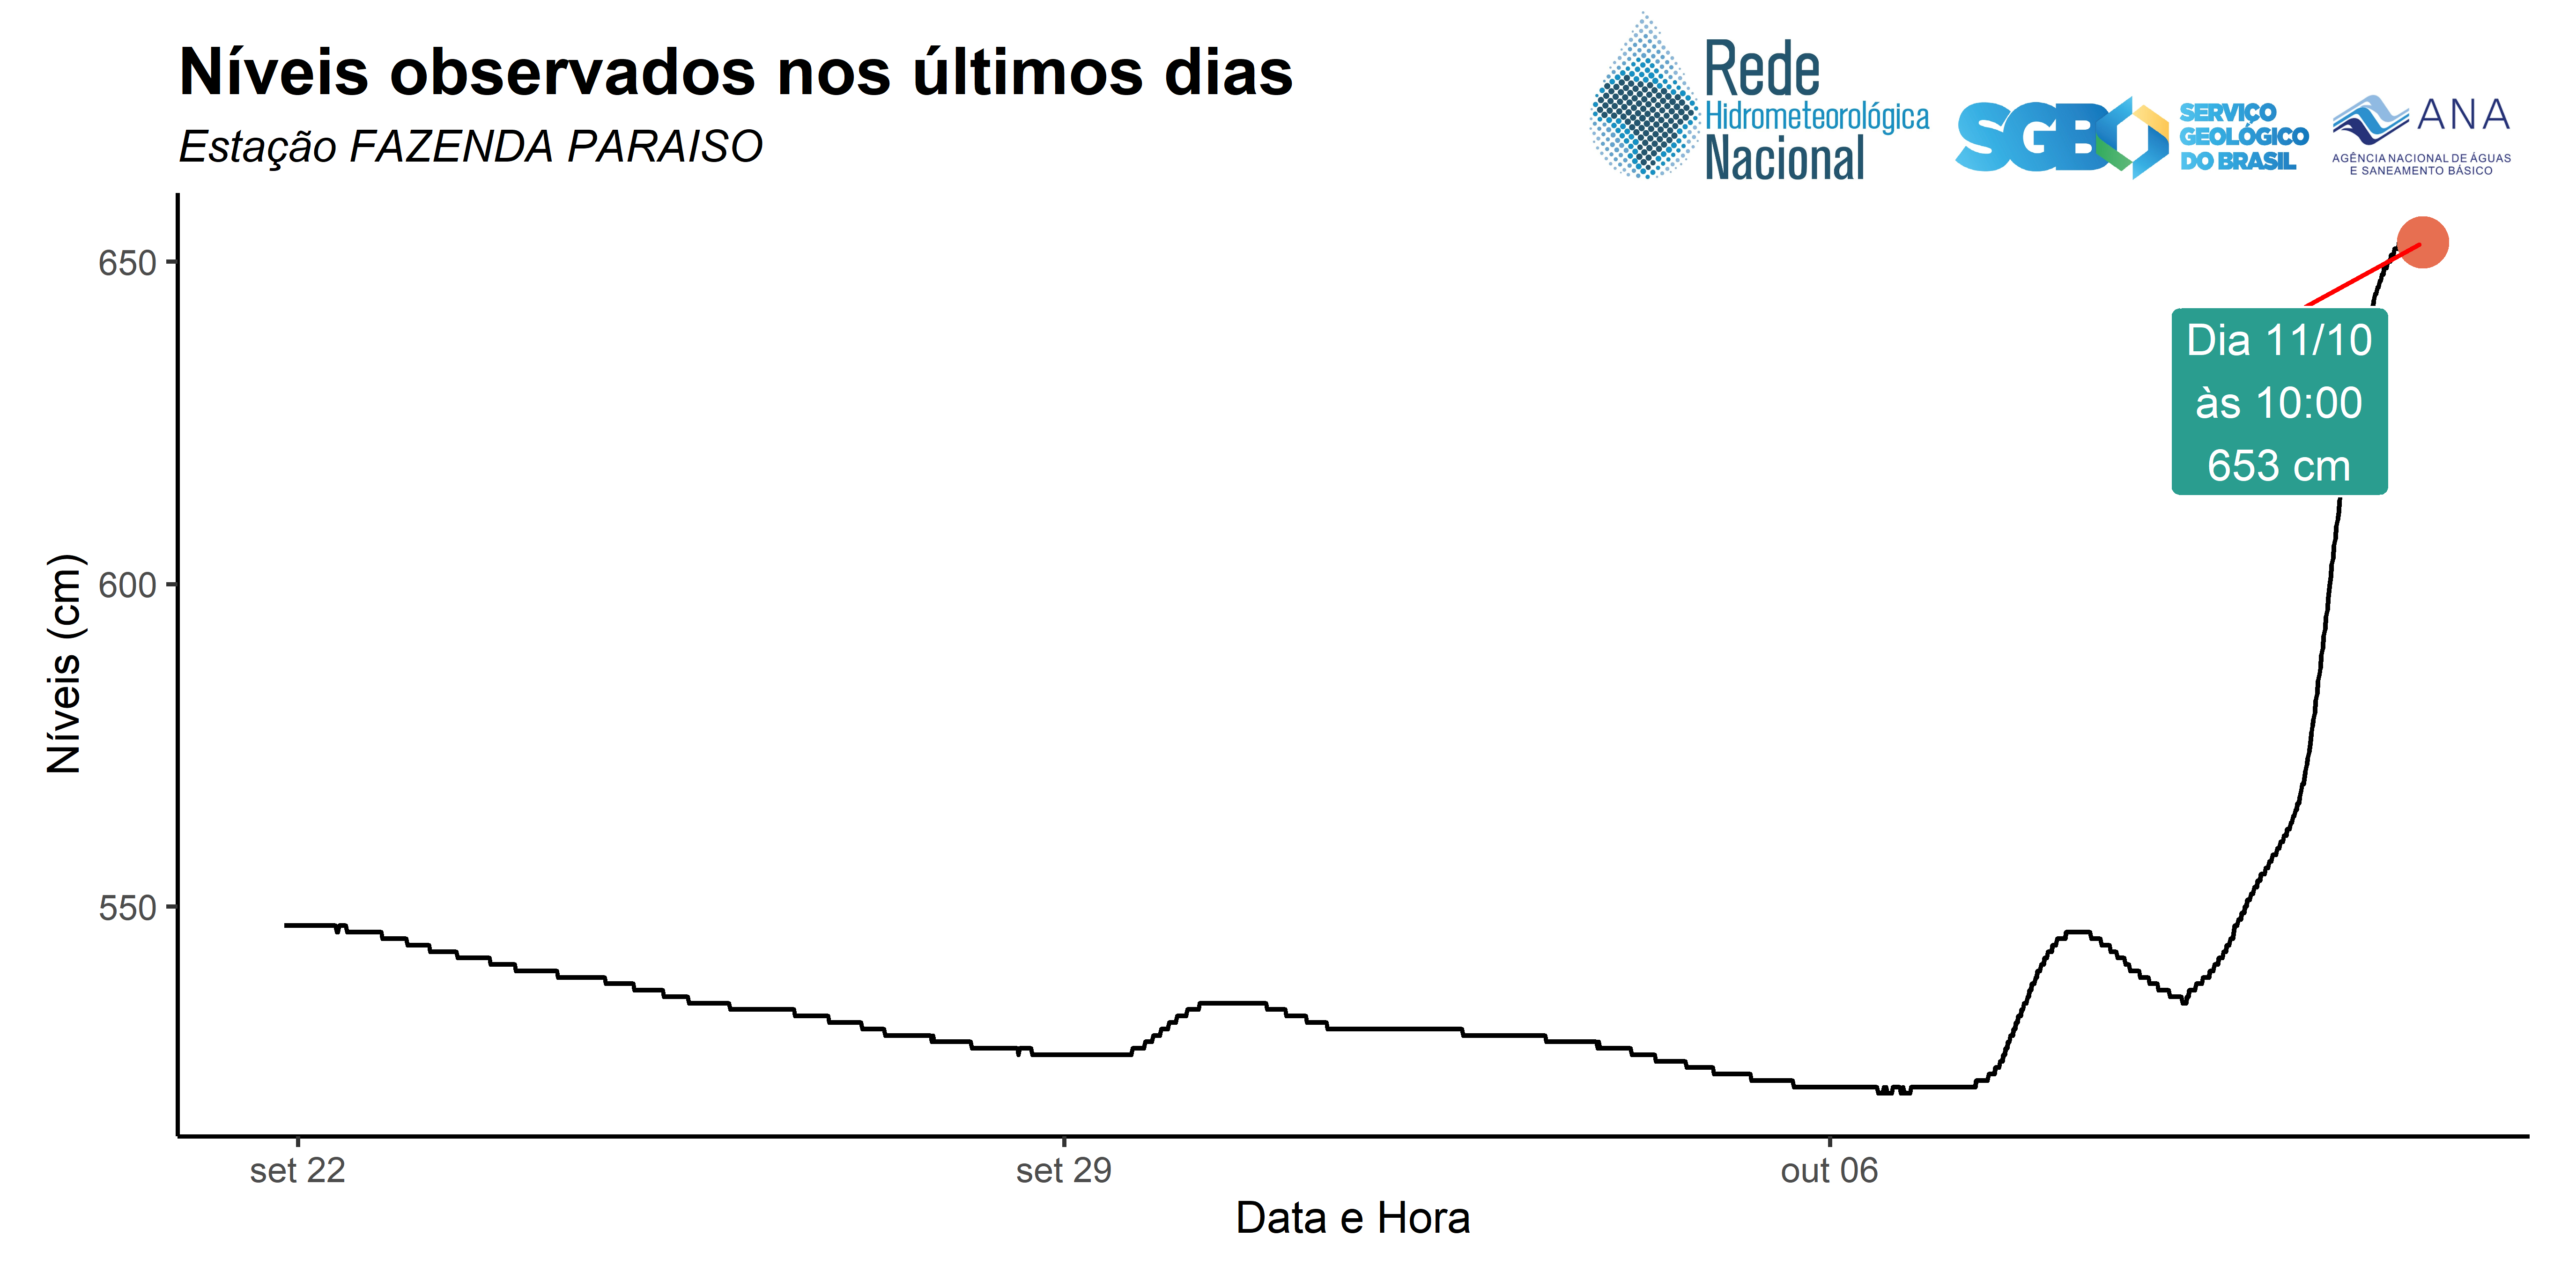 Níveis observados nos últimos dias
Estação FAZENDA PARAISO
Rede
Hidrometeorológica
Nacional
SGB
SERVIÇO
GEOLÓGICO
DO BRASIL
ANA
AGÊNCIA NACIONAL DE ÁGUAS
E SANEAMENTO BÁSICO
650
600
550
Níveis (cm)
Dia 11/10
às 10:00
653 cm
set 22
set 29
out 06
Data e Hora